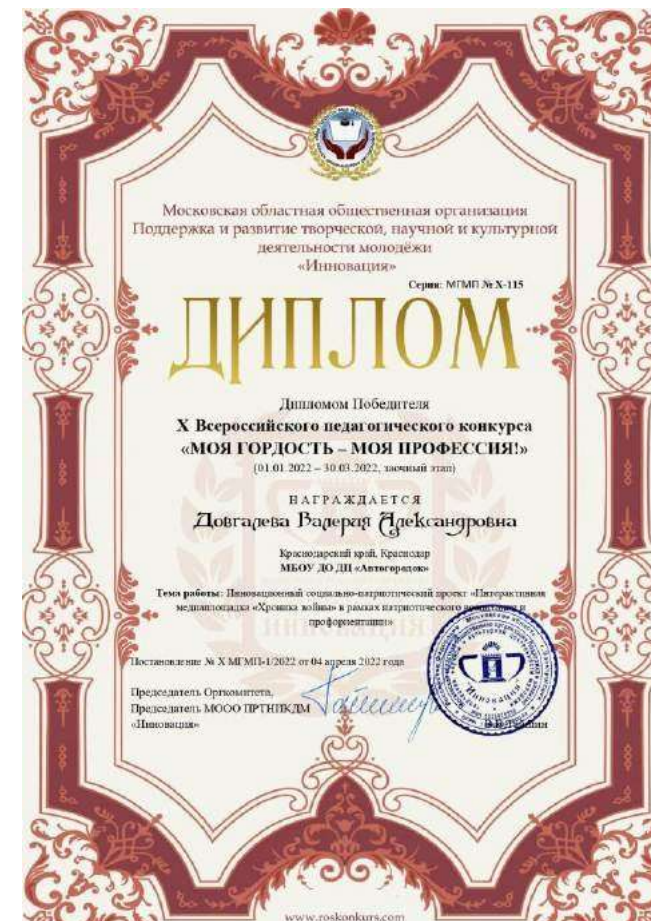 Московская областная общественная организация
Поддержка и развитие творческой, научной и культурной
деятельности молодёжи
«Инновация»
Серия: МГМП № X-115
ДИПЛОМ
Дипломом Победителя
X Всероссийского педагогического конкурса
«МОЯ ГОРДОСТЬ – МОЯ ПРОФЕССИЯ!»
(01.01.2022 – 30.03.2022, заочный этап)
НАГРАЖДАЕТСЯ
Довгалева Валерия Александровна
Краснодарский край, Краснодар
МБОУ ДО ДЦ «Автогородок»
Тема работы: Инновационный социально-патриотический проект «Интерактивная
медиаплощадка «Хроника войны» в рамках патриотического и
профориентации»
ИННОВАЦИЯ
Постановление № X МГМП-1/2022 от 04 апреля 2022 года
Председатель Оргкомитета,
Председатель МООО ПРТНИКДМ
«Инновация»
www.roskonkurs.com